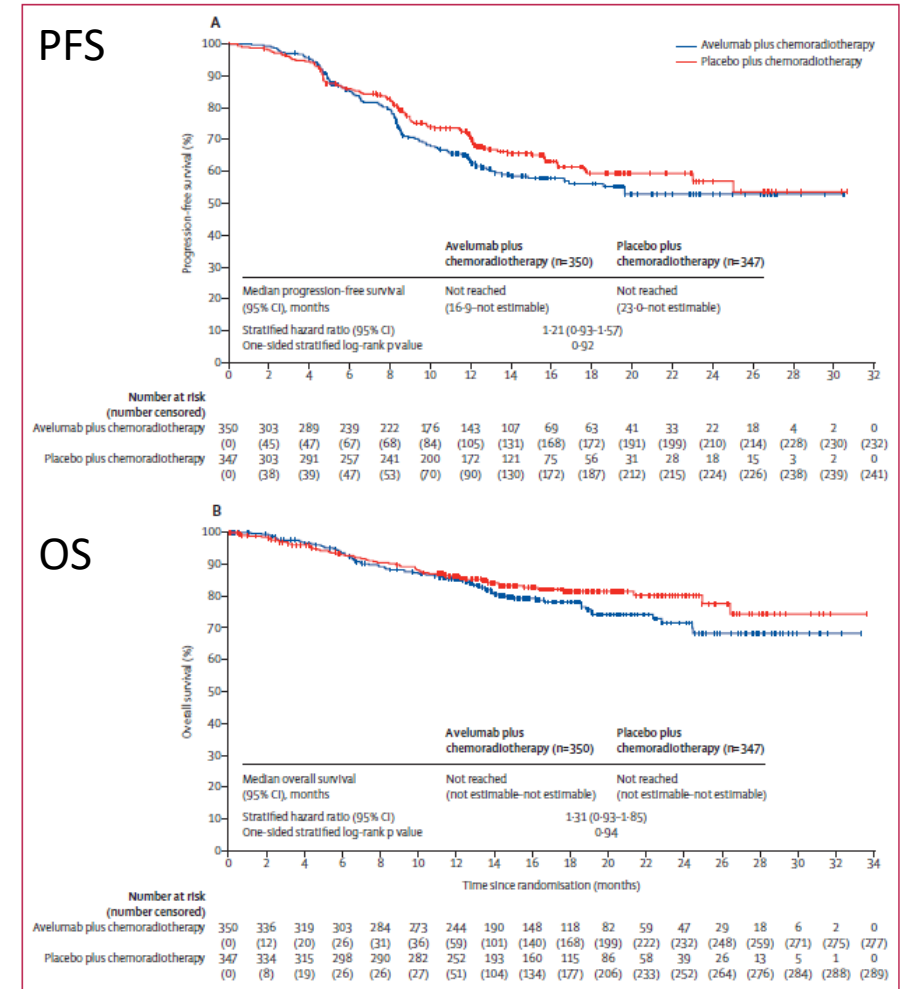 PFS
A
Avelumab plus chemoradiotherapy
Placebo plus chemoradiotherapy
Progression-free survival (%)
100
90
80
70
60
50
40
30
20
10
0
Avelumab plus chemoradiotherapy (n=350) Placebo plus chemoradiotherapy (n=347)
Median progression-free survival (95% CI), months Not reached (16·9–not estimable) Not reached (23·0–not estimable)
Stratified hazard ratio (95% CI) 1·21 (0·93–1·57)
One-sided stratified log-rank p value 0·92
0 2 4 6 8 10 12 14 16 18 20 22 24 26 28 30 32
Number at risk
(number censored)
Avelumab plus chemoradiotherapy 350 303 289 239 222 176 143 107 69 63 41 33 22 18 4 2 0
(0) (45) (47) (67) (68) (84) (105) (131) (168) (172) (191) (199) (210) (214) (228) (230) (232)
Placebo plus chemoradiotherapy 347 303 291 257 241 200 172 121 75 56 31 28 18 15 3 2 0
(0) (38) (39) (47) (53) (70) (90) (130) (172) (187) (212) (215) (224) (226) (238) (239) (241)
OS
B
Overall survival (%)
100
90
80
70
60
50
40
30
20
10
0
Avelumab plus chemoradiotherapy (n=350) Placebo plus chemoradiotherapy (n=347)
Median overall survival (95% CI), months Not reached (not estimable–not estimable) Not reached (not estimable–not estimable)
Stratified hazard ratio (95% CI) 1·31 (0·93–1·85)
One-sided stratified log-rank p value 0·94
0 2 4 6 8 10 12 14 16 18 20 22 24 26 28 30 32 34
Time since randomisation (months)
Number at risk
(number censored)
Avelumab plus chemoradiotherapy 350 336 319 303 284 273 244 190 148 118 82 59 47 29 18 6 2 0
(0) (12) (20) (26) (31) (36) (59) (101) (140) (168) (199) (222) (232) (248) (259) (271) (275) (277)
Placebo plus chemoradiotherapy 347 334 315 298 290 282 252 193 160 115 86 58 39 26 13 5 1 0
(0) (8) (19) (26) (26) (27) (51) (104) (134) (177) (206) (233) (252) (264) (276) (284) (288) (289)